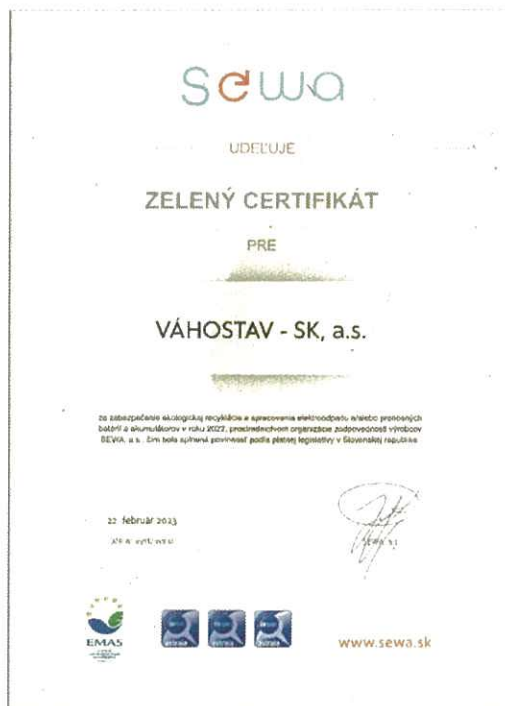 Sewa
UDEĽUJE
ZELENÝ CERTIFIKÁT
PRE
VÁHOSTAV - SK, a.s.
za zabezpečenie ekologickej recyklácie a spracovania elektroodpadu a/alebo prenosných
batérií a akumulátorov v roku 2022, prostredníctvom organizácie zodpovednosti výrobcov
SEWA, a.s., čím bola splnená povinnosť podľa platnej legislatívy v Slovenskej republike
22. február 2023
SEWA, a.s.
EMAS
www.sewa.sk